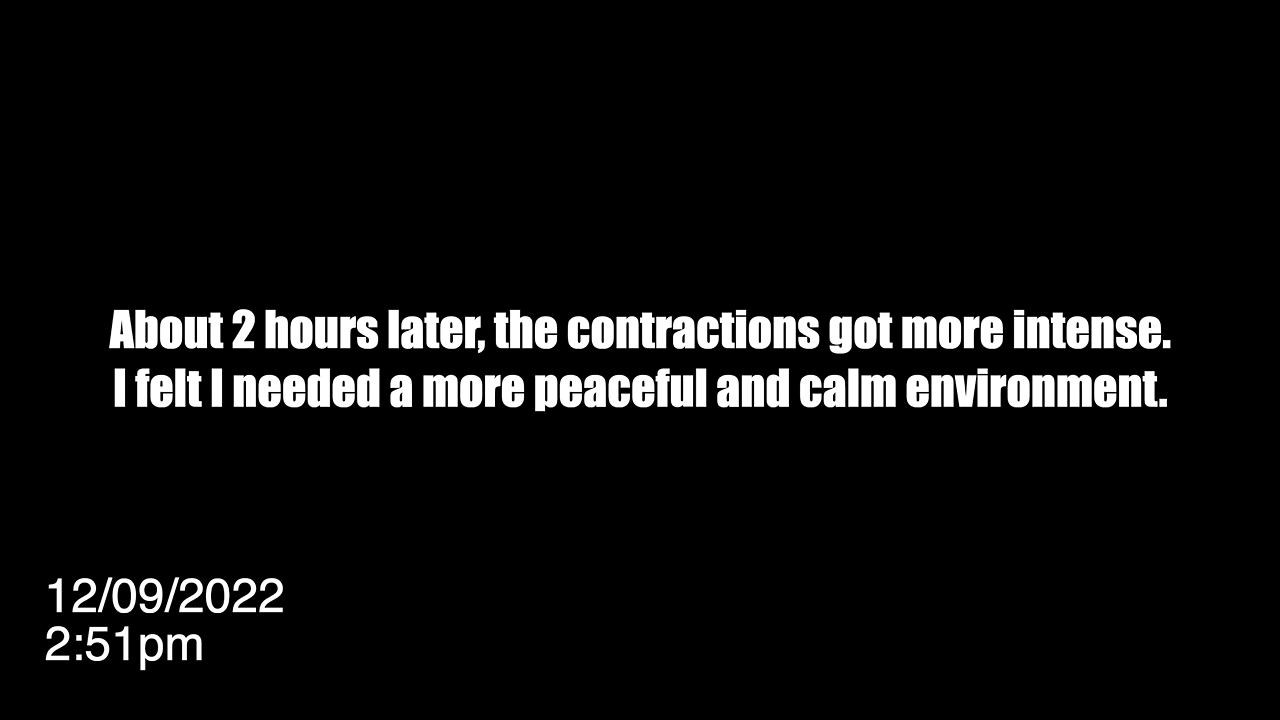 About 2 hours later, the contractions got more intense.
I felt I needed a more peaceful and calm environment.
12/09/2022
2:51pm